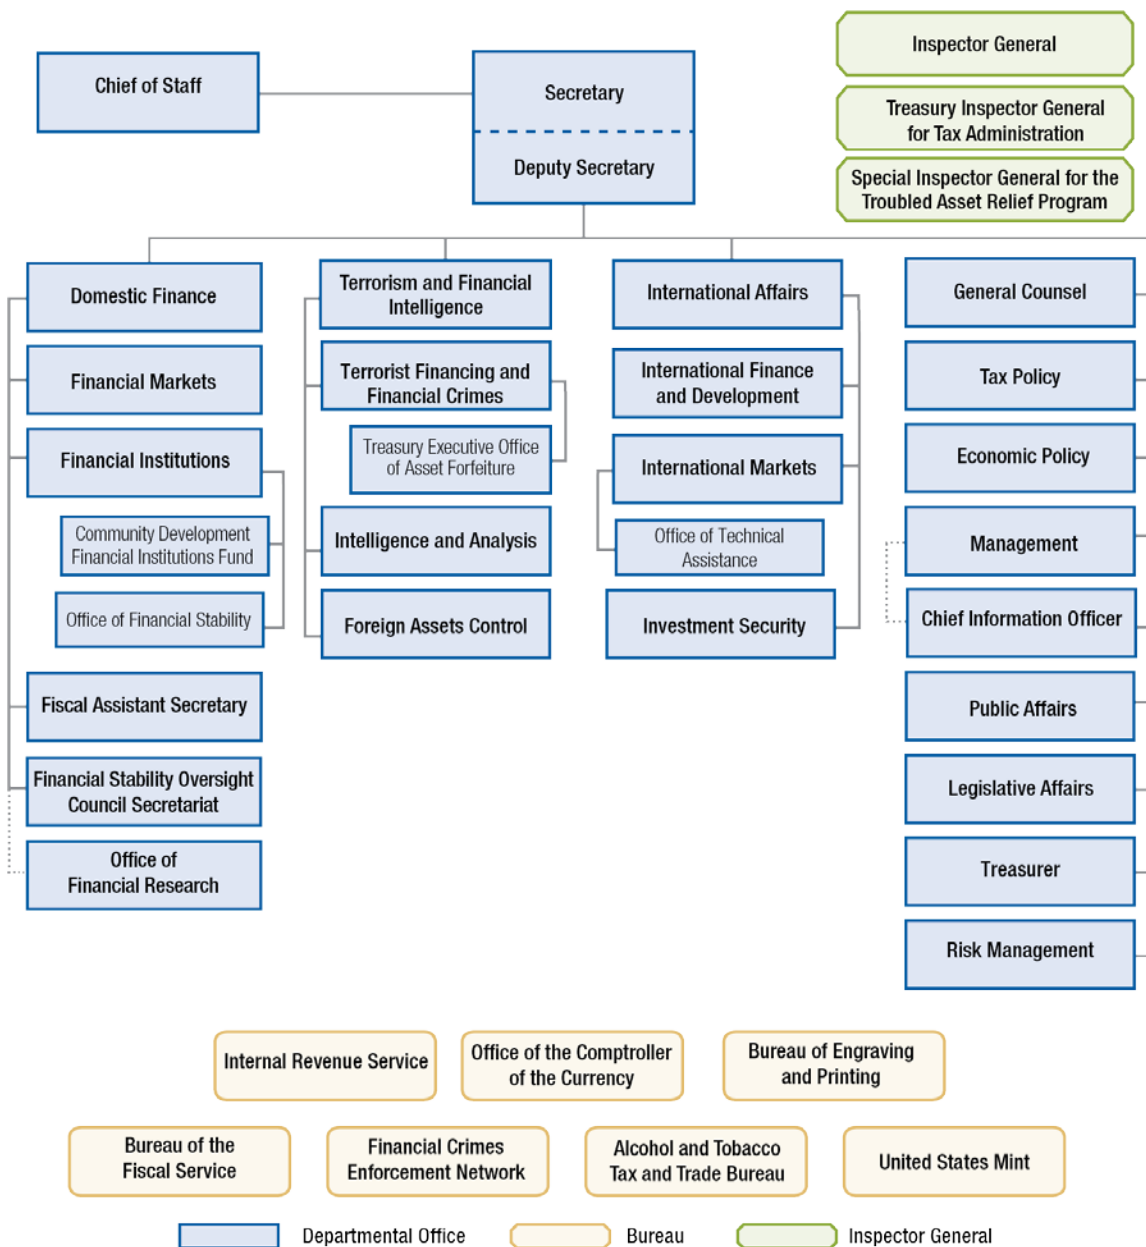 Chief of Staff
Secretary
Deputy Secretary
Inspector General
Treasury Inspector General
for Tax Administration
Special Inspector General for the
Troubled Asset Relief Program
Domestic Finance
Financial Markets
Financial Institutions
Community Development
Financial Institutions Fund
Office of Financial Stability
Fiscal Assistant Secretary
Financial Stability Oversight
Council Secretariat
Office of
Financial Research
Terrorism and Financial
Intelligence
Terrorist Financing and
Financial Crimes
Treasury Executive Office
of Asset Forfeiture
Intelligence and Analysis
Foreign Assets Control
International Affairs
International Finance
and Development
International Markets
Office of Technical
Assistance
Investment Security
General Counsel
Tax Policy
Economic Policy
Management
Chief Information Officer
Public Affairs
Legislative Affairs
Treasurer
Risk Management
Internal Revenue Service
Office of the Comptroller
of the Currency
Bureau of Engraving
and Printing
Bureau of the
Fiscal Service
Financial Crimes
Enforcement Network
Alcohol and Tobacco
Tax and Trade Bureau
United States Mint
Departmental Office
Bureau
Inspector General